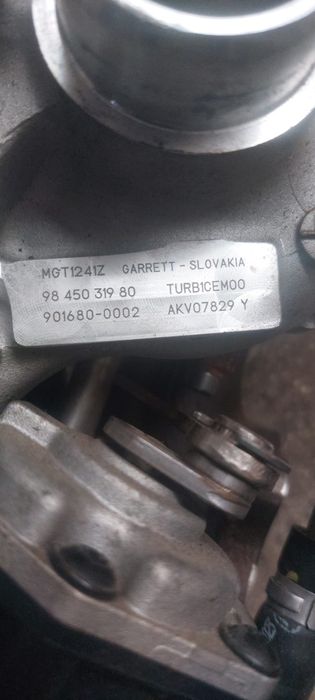 MGT1241Z GARRETT - SLOVAKIA
98 450 319 80 TURB1CEM00
901680-0002 AKV07829 Y